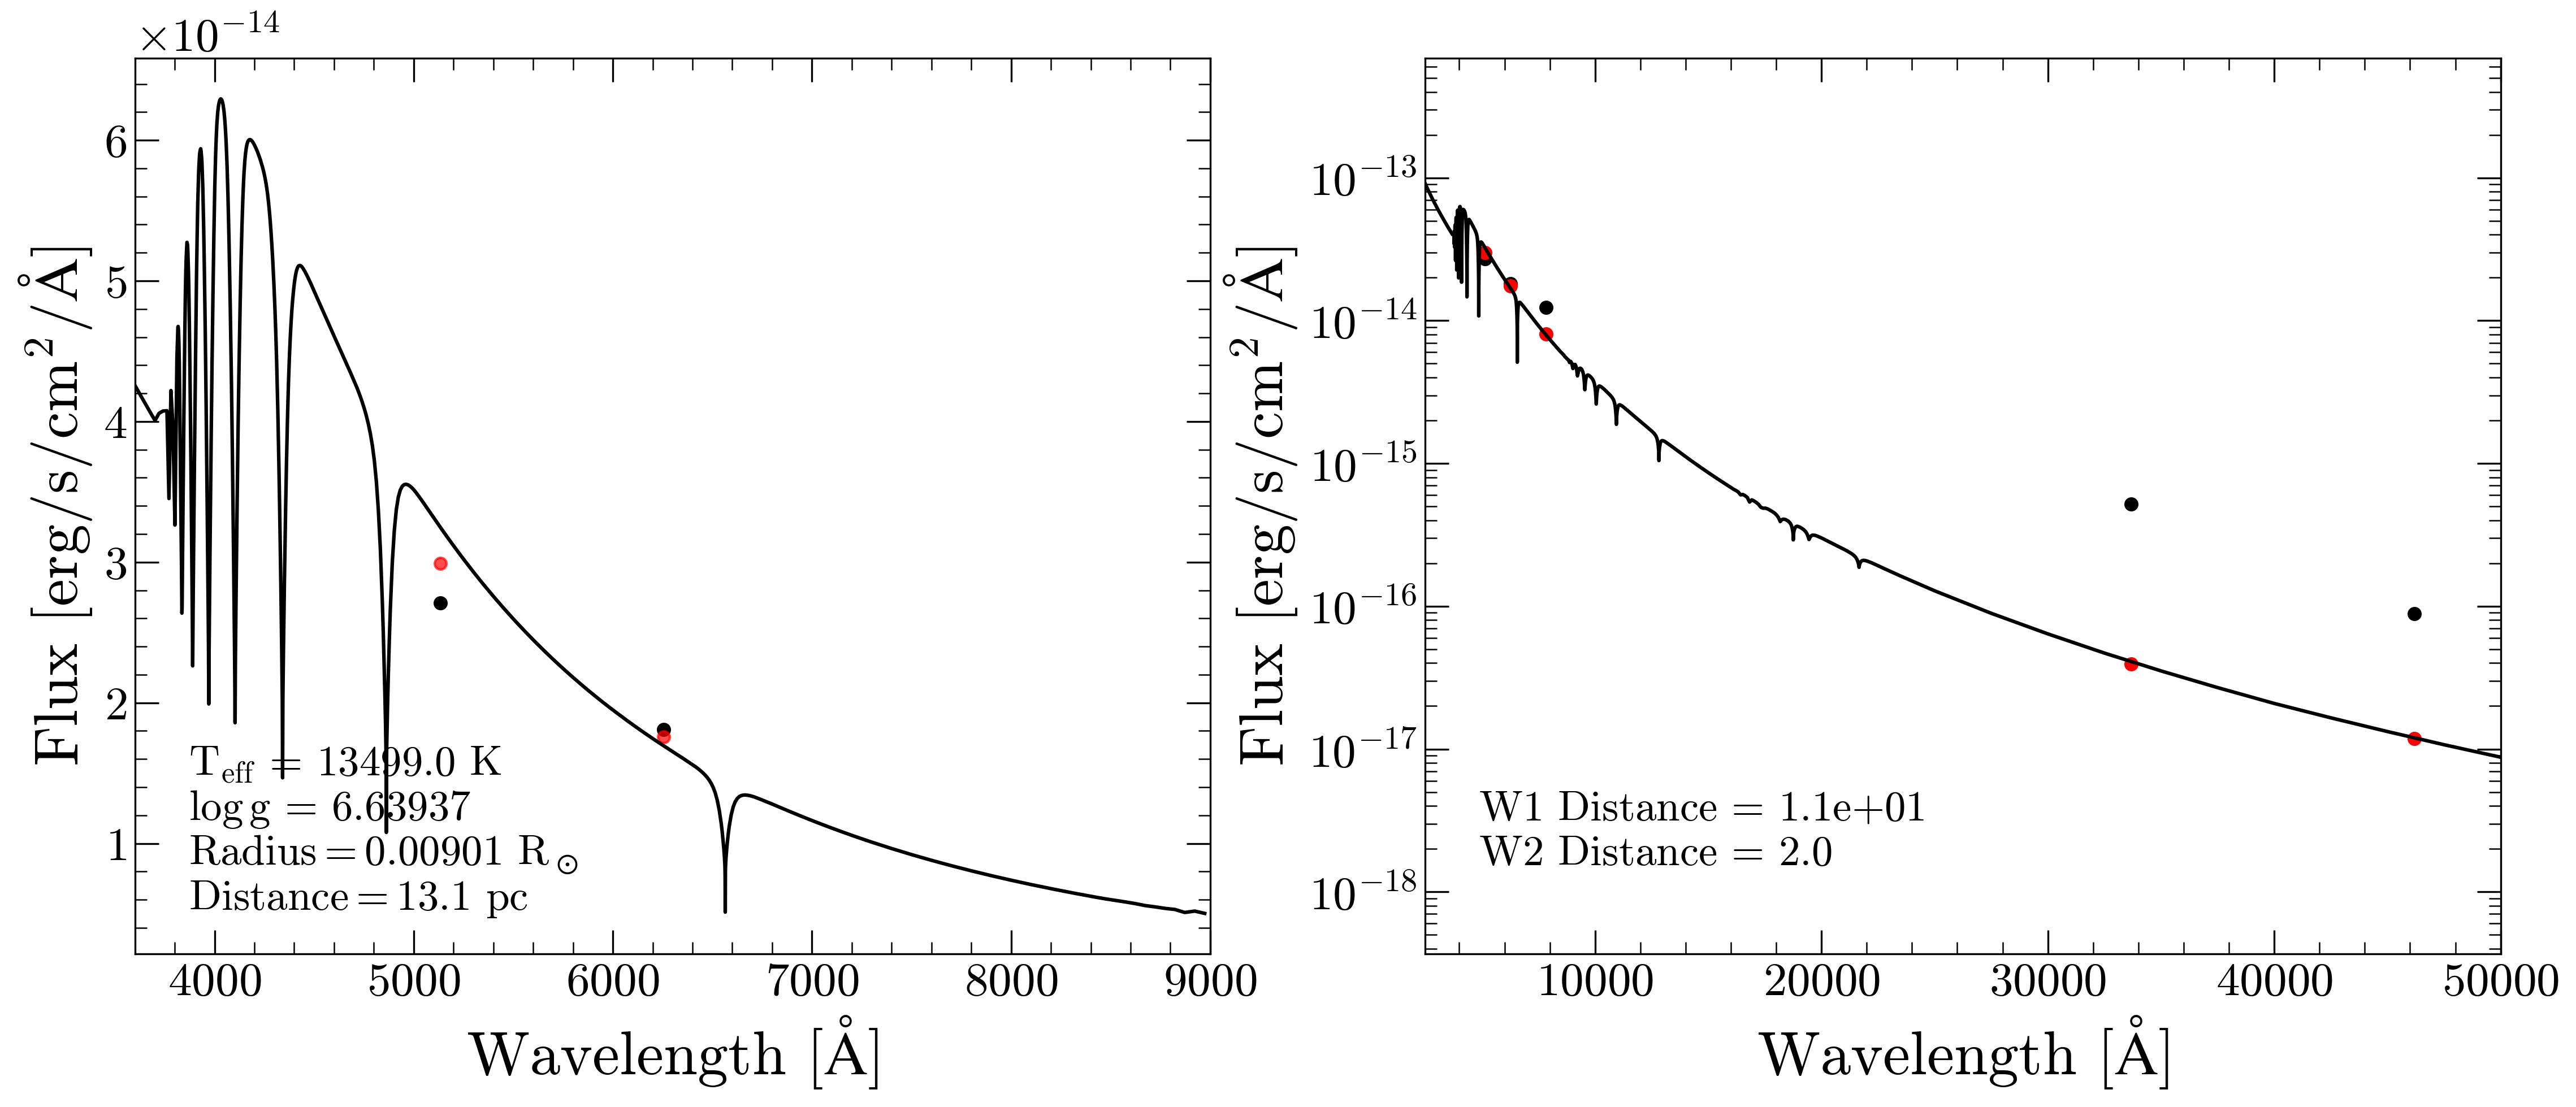 ×10⁻¹⁴
6
5
4
3
2
1
Flux [erg/s/cm²/Å]
T_eff = 13499.0 K
log g = 6.63937
Radius = 0.00901 R_⊙
Distance = 13.1 pc
4000 5000 6000 7000 8000 9000
Wavelength [Å]
10⁻¹³
10⁻¹⁴
10⁻¹⁵
10⁻¹⁶
10⁻¹⁷
10⁻¹⁸
Flux [erg/s/cm²/Å]
W1 Distance = 1.1e+01
W2 Distance = 2.0
10000 20000 30000 40000 50000
Wavelength [Å]